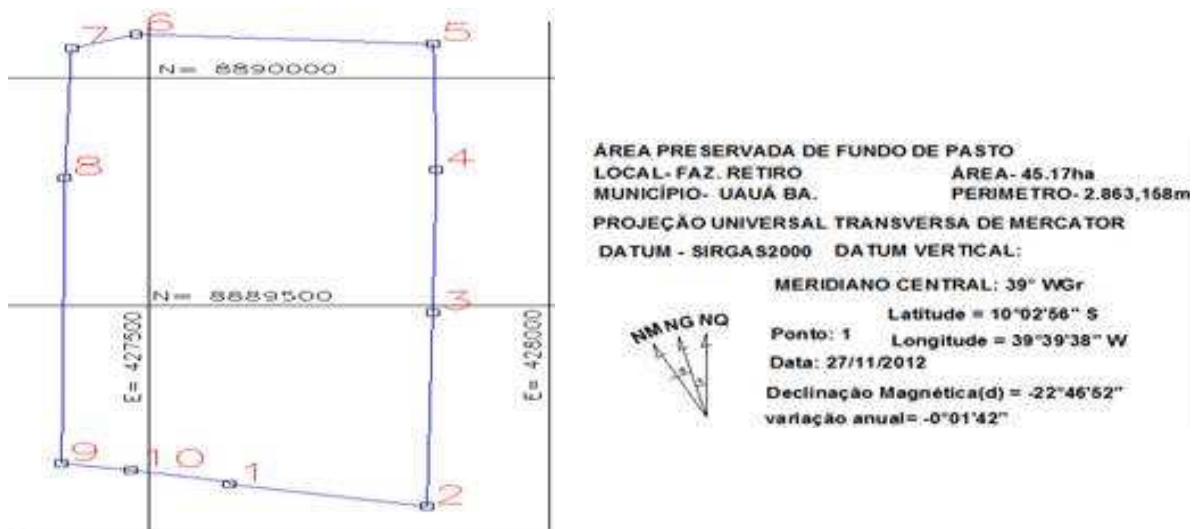 7 6 5
N= 8890000
8 4
N= 8889500
3
E= 427500
E= 428000
9 10 1 2
ÁREA PRESERVADA DE FUNDO DE PASTO
LOCAL- FAZ. RETIRO ÁREA- 45.17ha
MUNICÍPIO- UAUÁ BA. PERIMETRO- 2.863,158m
PROJEÇÃO UNIVERSAL TRANSVERSA DE MERCATOR
DATUM - SIRGAS2000 DATUM VERTICAL:
MERIDIANO CENTRAL: 39° WGr
Latitude = 10°02'56" S
NM NG NQ
Ponto: 1 Longitude = 39°39'38" W
Data: 27/11/2012
Declinação Magnética(d) = -22°46'52"
variação anual= -0°01'42"